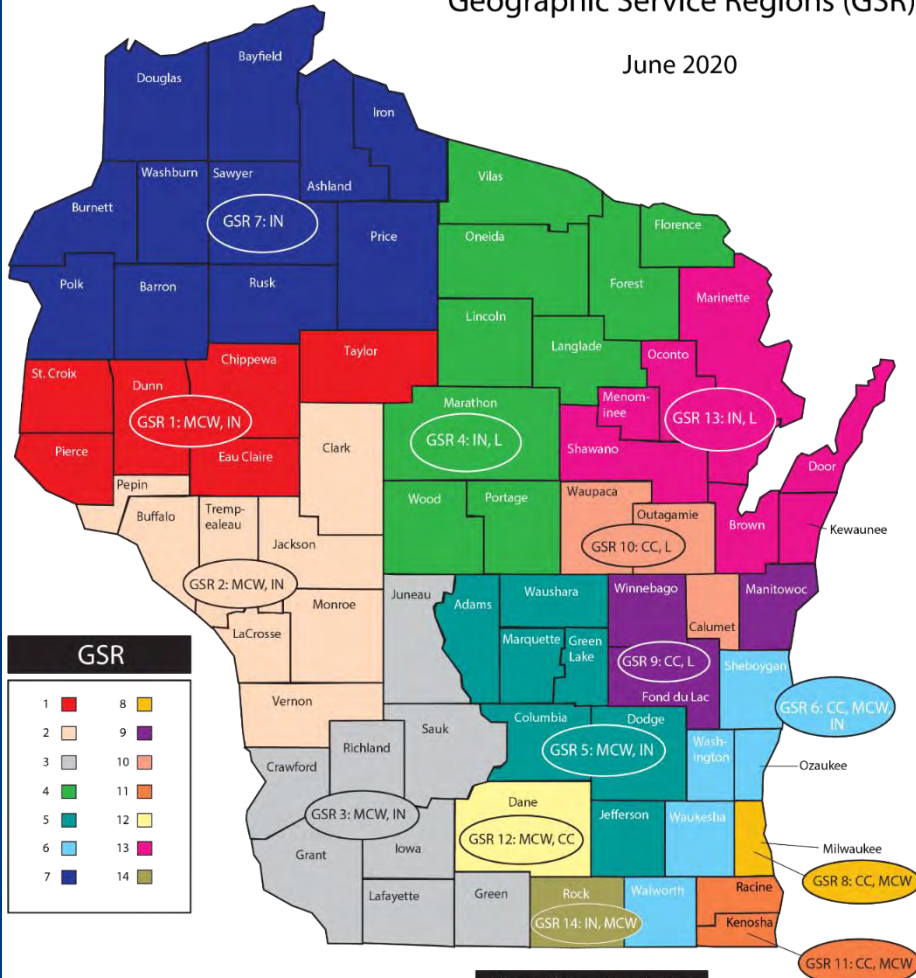 Geographic Service Regions (GSR)
June 2020
Douglas
Bayfield
Iron
Ashland
Washburn
Sawyer
Burnett
GSR 7: IN
Price
Polk
Barron
Rusk
Vilas
Florence
Oneida
Forest
Marinette
Lincoln
Langlade
Oconto
Taylor
Chippewa
St. Croix
Dunn
GSR 1: MCW, IN
Pierce
Eau Claire
Marathon
GSR 4: IN, L
Menom-
inee
GSR 13: IN, L
Shawano
Clark
Door
Pepin
Buffalo
Tremp-
ealeau
Wood
Portage
Waupaca
Outagamie
Brown
Kewaunee
Jackson
GSR 10: CC, L
GSR 2: MCW, IN
Juneau
Adams
Waushara
Winnebago
Manitowoc
Monroe
Calumet
LaCrosse
Marquette
Green
Lake
GSR 9: CC, L
Sheboygan
Fond du Lac
Vernon
GSR 6: CC, MCW,
IN
Columbia
Dodge
Sauk
Richland
Crawford
GSR 5: MCW, IN
Wash-
ington
Ozaukee
Dane
Jefferson
Waukesha
GSR 3: MCW, IN
Iowa
GSR 12: MCW, CC
Milwaukee
Grant
GSR 8: CC, MCW
Lafayette
Green
Rock
Walworth
Racine
GSR 14: IN, MCW
Kenosha
GSR 11: CC, MCW
GSR
1
2
3
4
5
6
7
8
9
10
11
12
13
14